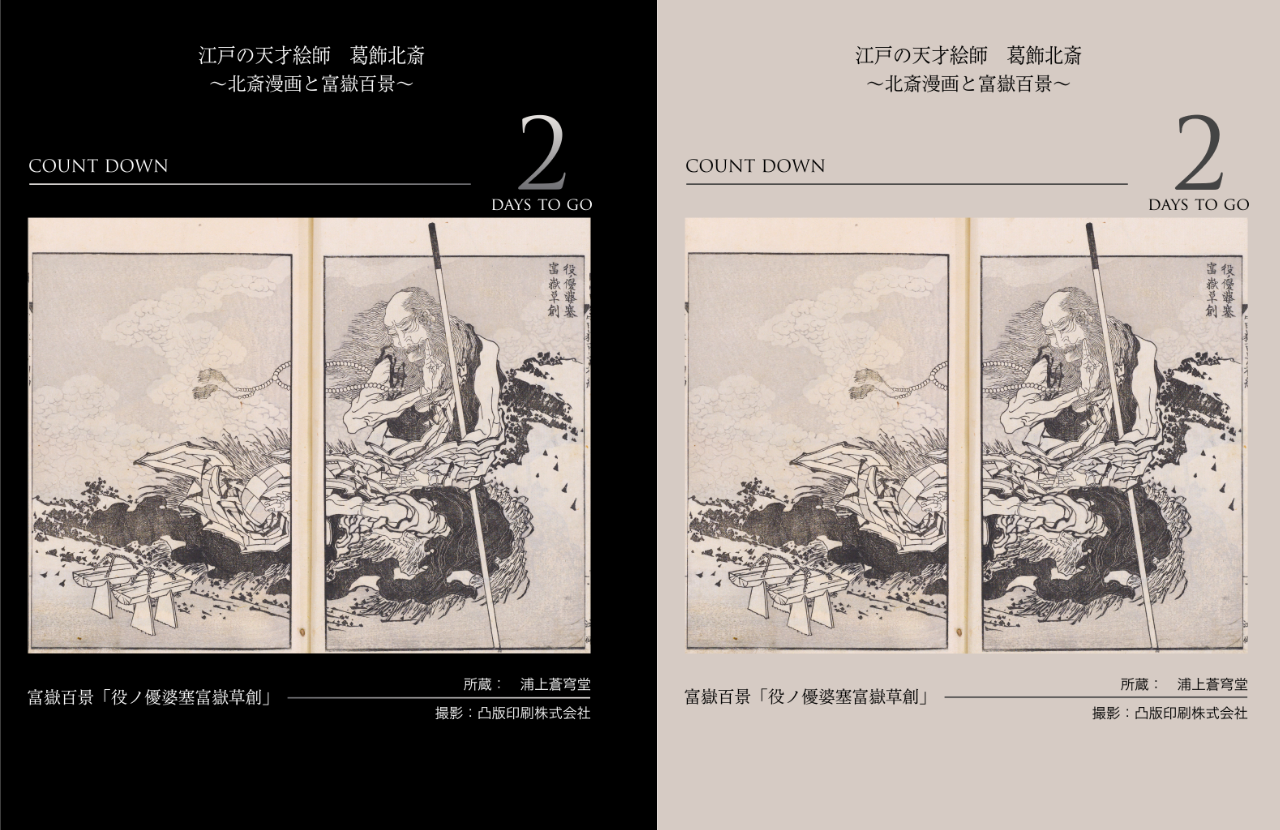 江戸の天才絵師　葛飾北斎
〜北斎漫画と富嶽百景〜
COUNT DOWN
2
DAYS TO GO
役ノ優婆塞
富嶽草創
富嶽百景「役ノ優婆塞富嶽草創」
所蔵：　浦上蒼穹堂
撮影：凸版印刷株式会社
江戸の天才絵師　葛飾北斎
〜北斎漫画と富嶽百景〜
COUNT DOWN
2
DAYS TO GO
役ノ優婆塞
富嶽草創
富嶽百景「役ノ優婆塞富嶽草創」
所蔵：　浦上蒼穹堂
撮影：凸版印刷株式会社